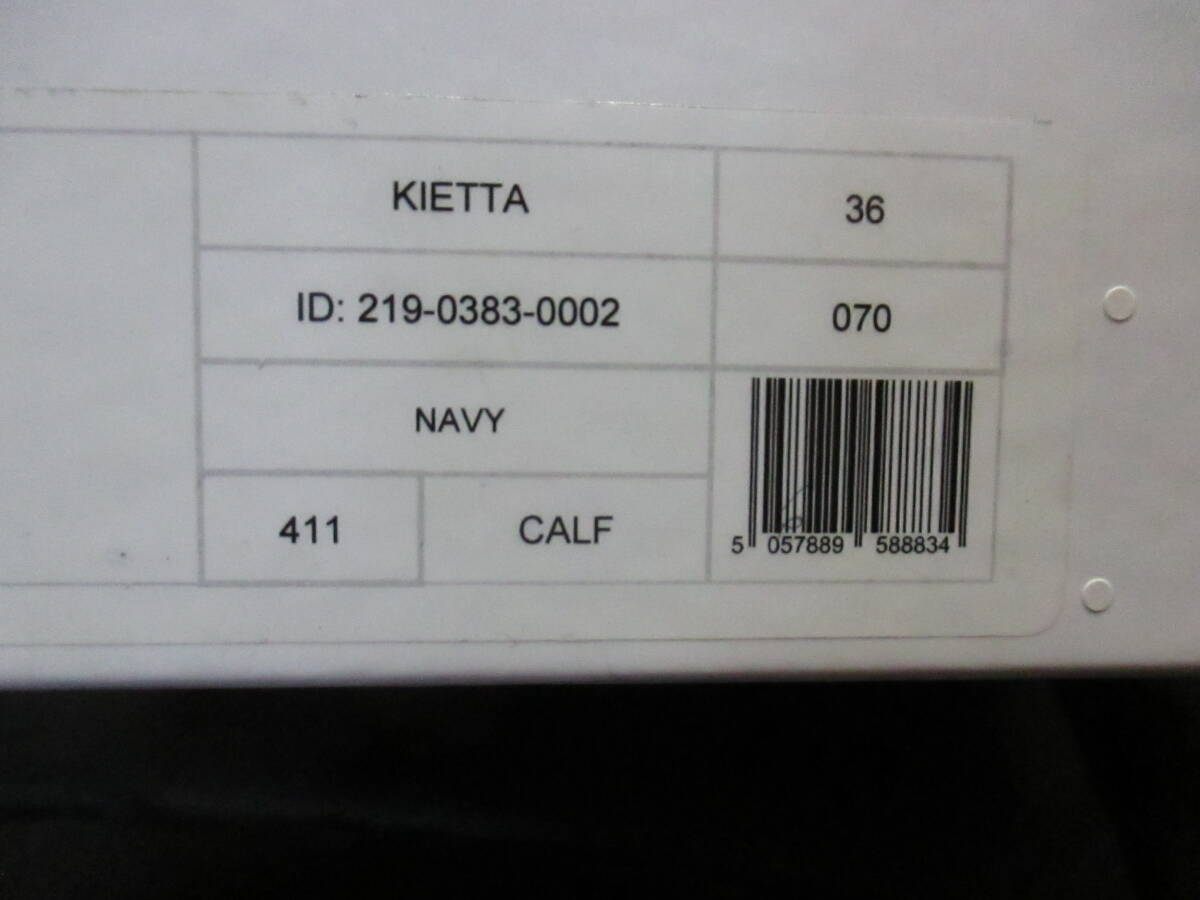 KIETTA
36
ID: 219-0383-0002
070
NAVY
411
CALF
5 057889 588834